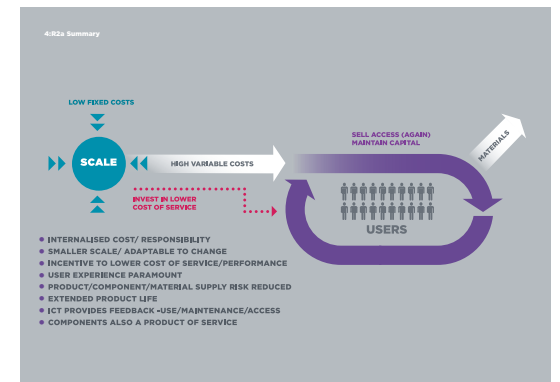 4:R2a Summary
LOW FIXED COSTS
SCALE
HIGH VARIABLE COSTS
SELL ACCESS (AGAIN)
MAINTAIN CAPITAL
MATERIALS
INVEST IN LOWER
COST OF SERVICE
USERS
INTERNALISED COST/ RESPONSIBILITY
SMALLER SCALE/ ADAPTABLE TO CHANGE
INCENTIVE TO LOWER COST OF SERVICE/PERFORMANCE
USER EXPERIENCE PARAMOUNT
PRODUCT/COMPONENT/MATERIAL SUPPLY RISK REDUCED
EXTENDED PRODUCT LIFE
ICT PROVIDES FEEDBACK -USE/MAINTENANCE/ACCESS
COMPONENTS ALSO A PRODUCT OF SERVICE